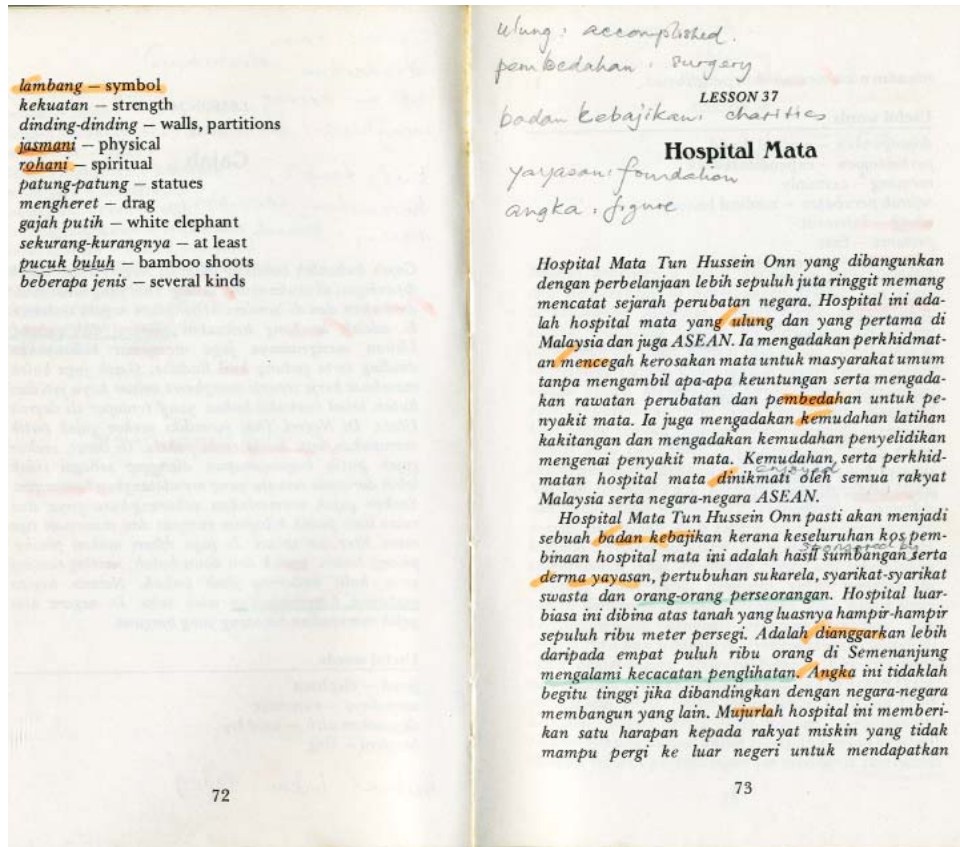 lambang — symbol
kekuatan — strength
dinding-dinding — walls, partitions
jasmani — physical
rohani — spiritual
patung-patung — statues
mengheret — drag
gajah putih — white elephant
sekurang-kurangnya — at least
pucuk buluh — bamboo shoots
beberapa jenis — several kinds
72
ulung : accomplished.
pembedahan : surgery
LESSON 37
badan kebajikan : charities
Hospital Mata
yayasan : foundation
angka : figure
Hospital Mata Tun Hussein Onn yang dibangunkan
dengan perbelanjaan lebih sepuluh juta ringgit memang
mencatat sejarah perubatan negara. Hospital ini ada-
lah hospital mata yang ulung dan yang pertama di
Malaysia dan juga ASEAN. Ia mengadakan perkhidmat-
an mencegah kerosakan mata untuk masyarakat umum
tanpa mengambil apa-apa keuntungan serta mengada-
kan rawatan perubatan dan pembedahan untuk pe-
nyakit mata. Ia juga mengadakan kemudahan latihan
kakitangan dan mengadakan kemudahan penyelidikan
mengenai penyakit mata. Kemudahan serta perkhid-
enjoyed
matan hospital mata dinikmati oleh semua rakyat
Malaysia serta negara-negara ASEAN.
Hospital Mata Tun Hussein Onn pasti akan menjadi
sebuah badan kebajikan kerana keseluruhan kos pem-
sponsored by
binaan hospital mata ini adalah hasil sumbangan serta
derma yayasan, pertubuhan sukarela, syarikat-syarikat
swasta dan orang-orang perseorangan. Hospital luar-
biasa ini dibina atas tanah yang luasnya hampir-hampir
sepuluh ribu meter persegi. Adalah dianggarkan lebih
daripada empat puluh ribu orang di Semenanjung
mengalami kecacatan penglihatan. Angka ini tidaklah
begitu tinggi jika dibandingkan dengan negara-negara
membangun yang lain. Mujurlah hospital ini memberi-
kan satu harapan kepada rakyat miskin yang tidak
mampu pergi ke luar negeri untuk mendapatkan
73